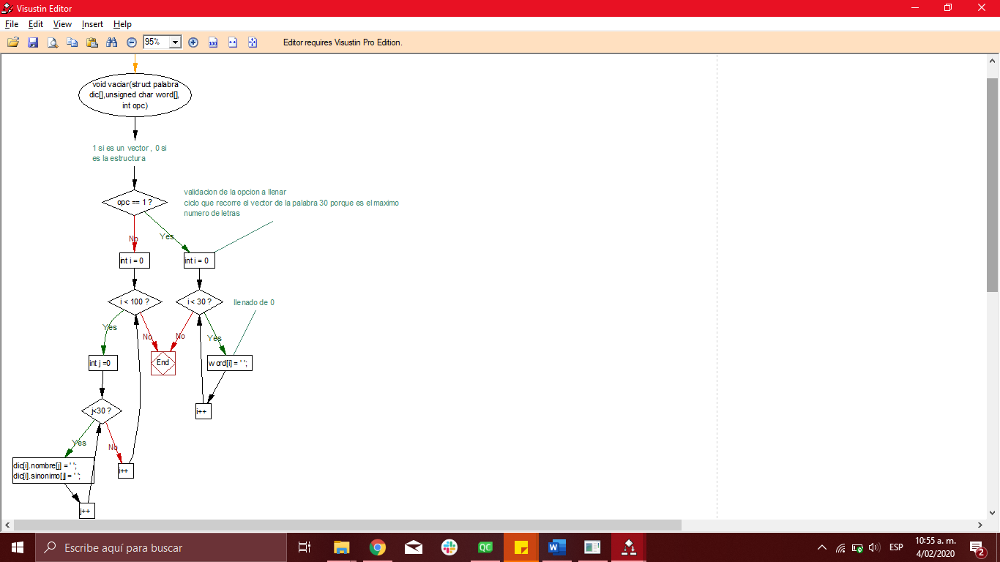 Visustin Editor
File Edit View Insert Help
95%
100
Editor requires Visustin Pro Edition.
void vaciar(struct palabra
dic[],unsigned char word[],
int opc)
1 si es un vector , 0 si
es la estructura
opc == 1 ?
validacion de la opcion a llenar
ciclo que recorre el vector de la palabra 30 porque es el maximo
numero de letras
No
Yes
int i = 0
int i = 0
i < 100 ?
i < 30 ?
llenado de 0
Yes
No
No
Yes
int j =0
End
word[i] = ' ';
j<30 ?
i++
Yes
No
dic[i].nombre[j] = ' ';
dic[i].sinonimo[j] = ' ';
i++
j++
Escribe aquí para buscar
QC
W
ESP
10:55 a. m.
4/02/2020
2